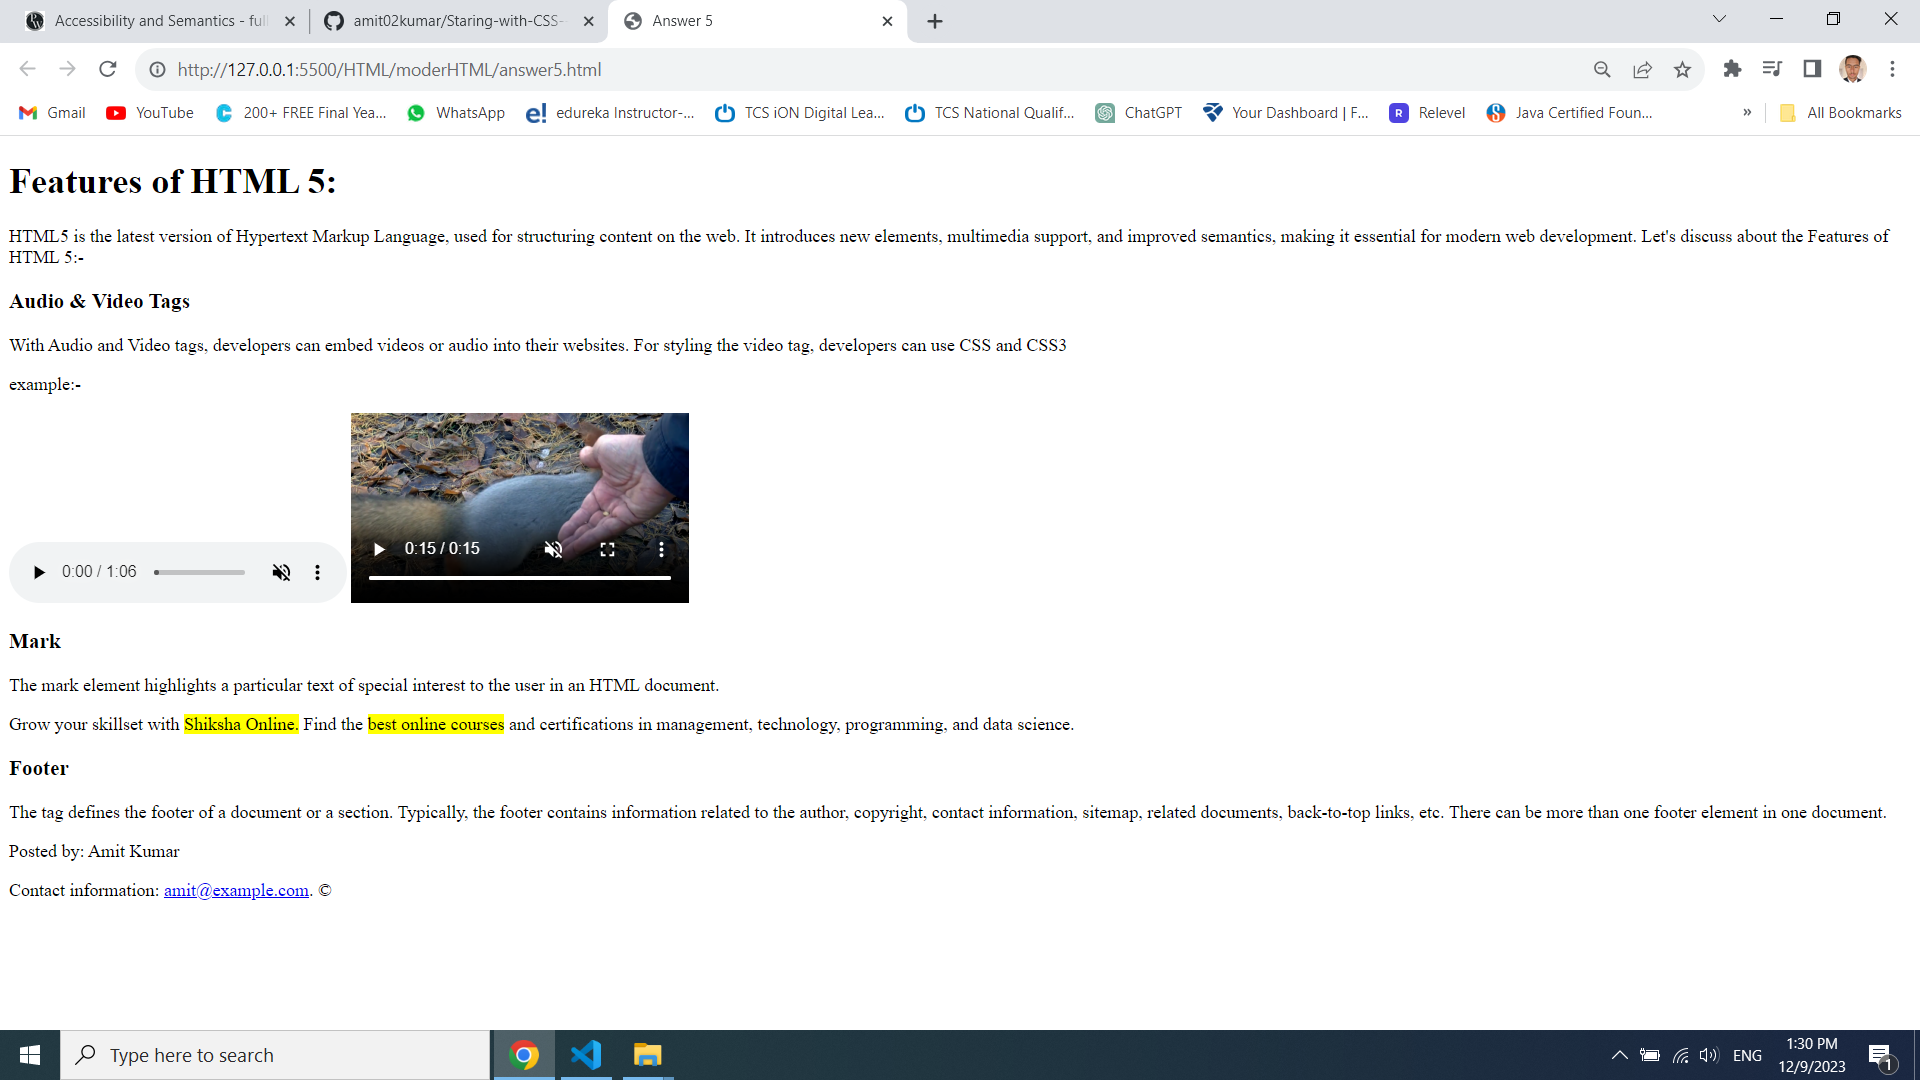 Accessibility and Semantics - full
amit02kumar/Staring-with-CSS-
Answer 5
http://127.0.0.1:5500/HTML/moderHTML/answer5.html
Gmail
YouTube
200+ FREE Final Yea...
WhatsApp
edureka Instructor-...
TCS iON Digital Lea...
TCS National Qualif...
ChatGPT
Your Dashboard | F...
Relevel
Java Certified Foun...
»
All Bookmarks
Features of HTML 5:
HTML5 is the latest version of Hypertext Markup Language, used for structuring content on the web. It introduces new elements, multimedia support, and improved semantics, making it essential for modern web development. Let's discuss about the Features of
HTML 5:-
Audio & Video Tags
With Audio and Video tags, developers can embed videos or audio into their websites. For styling the video tag, developers can use CSS and CSS3
example:-
0:15 / 0:15
0:00 / 1:06
Mark
The mark element highlights a particular text of special interest to the user in an HTML document.
Grow your skillset with Shiksha Online. Find the best online courses and certifications in management, technology, programming, and data science.
Footer
The tag defines the footer of a document or a section. Typically, the footer contains information related to the author, copyright, contact information, sitemap, related documents, back-to-top links, etc. There can be more than one footer element in one document.
Posted by: Amit Kumar
Contact information: amit@example.com. ©
Type here to search
ENG
1:30 PM
12/9/2023
1